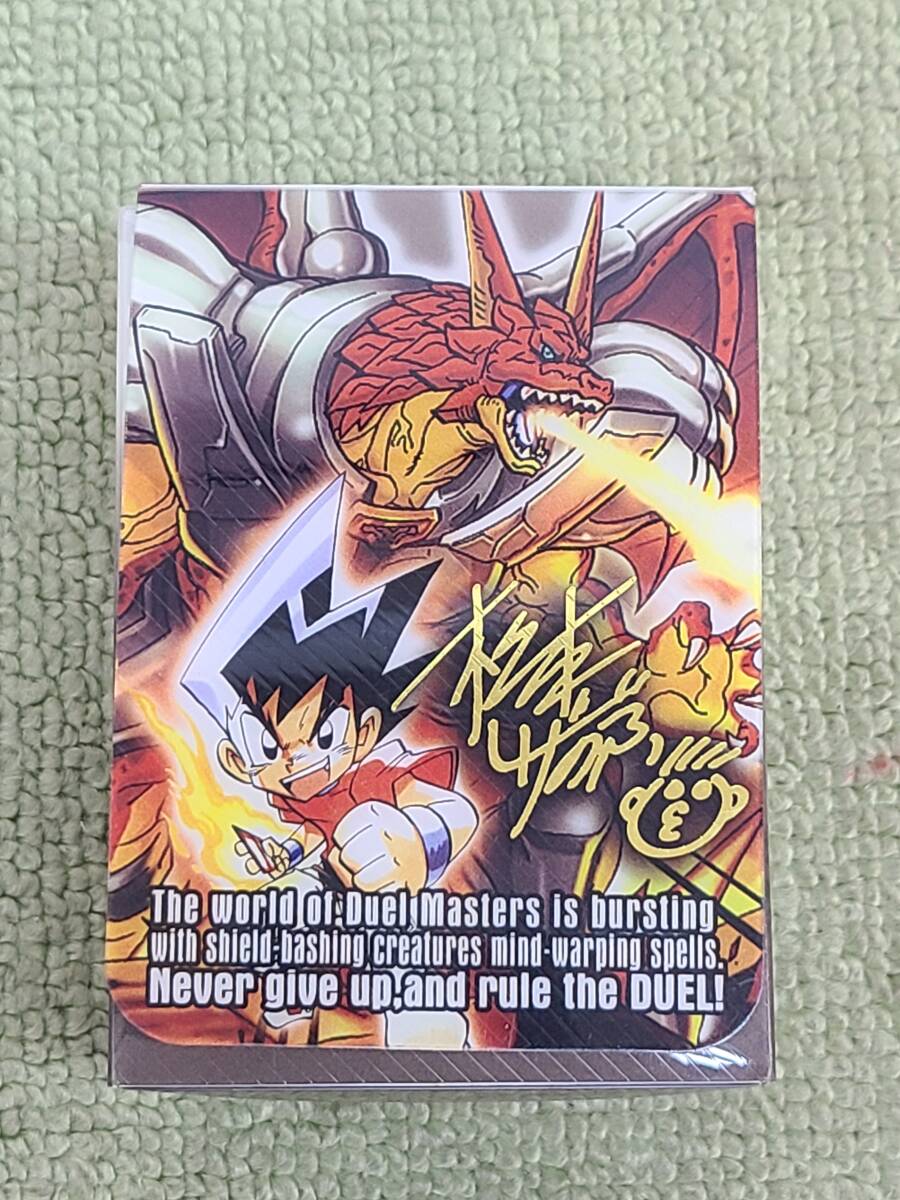 The world of Duel Masters is bursting
with shield-bashing creatures mind-warping spells.
Never give up,and rule the DUEL!